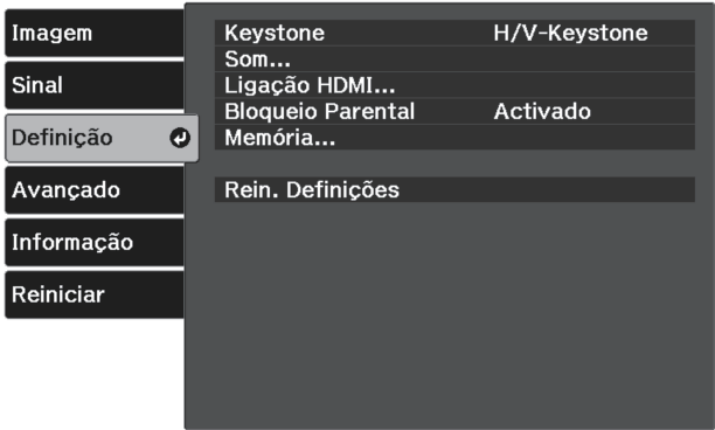 Imagem
Sinal
Definição
Avançado
Informação
Reiniciar
Keystone H/V-Keystone
Som...
Ligação HDMI...
Bloqueio Parental Activado
Memória...
Rein. Definições